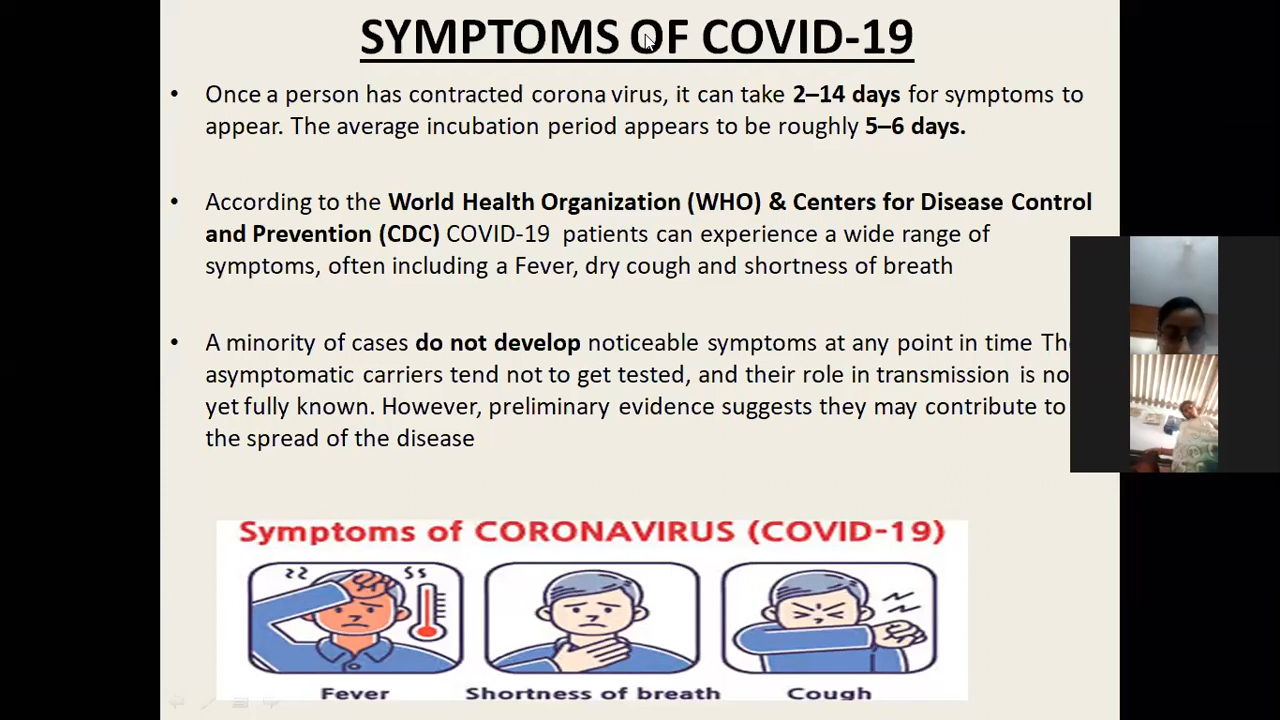 SYMPTOMS OF COVID-19
• Once a person has contracted corona virus, it can take 2–14 days for symptoms to
appear. The average incubation period appears to be roughly 5–6 days.
• According to the World Health Organization (WHO) & Centers for Disease Control
and Prevention (CDC) COVID-19 patients can experience a wide range of
symptoms, often including a Fever, dry cough and shortness of breath
• A minority of cases do not develop noticeable symptoms at any point in time
asymptomatic carriers tend not to get tested, and their role in transmission is
yet fully known. However, preliminary evidence suggests they may contribute to
the spread of the disease
Symptoms of CORONAVIRUS (COVID-19)
Fever Shortness of breath Cough